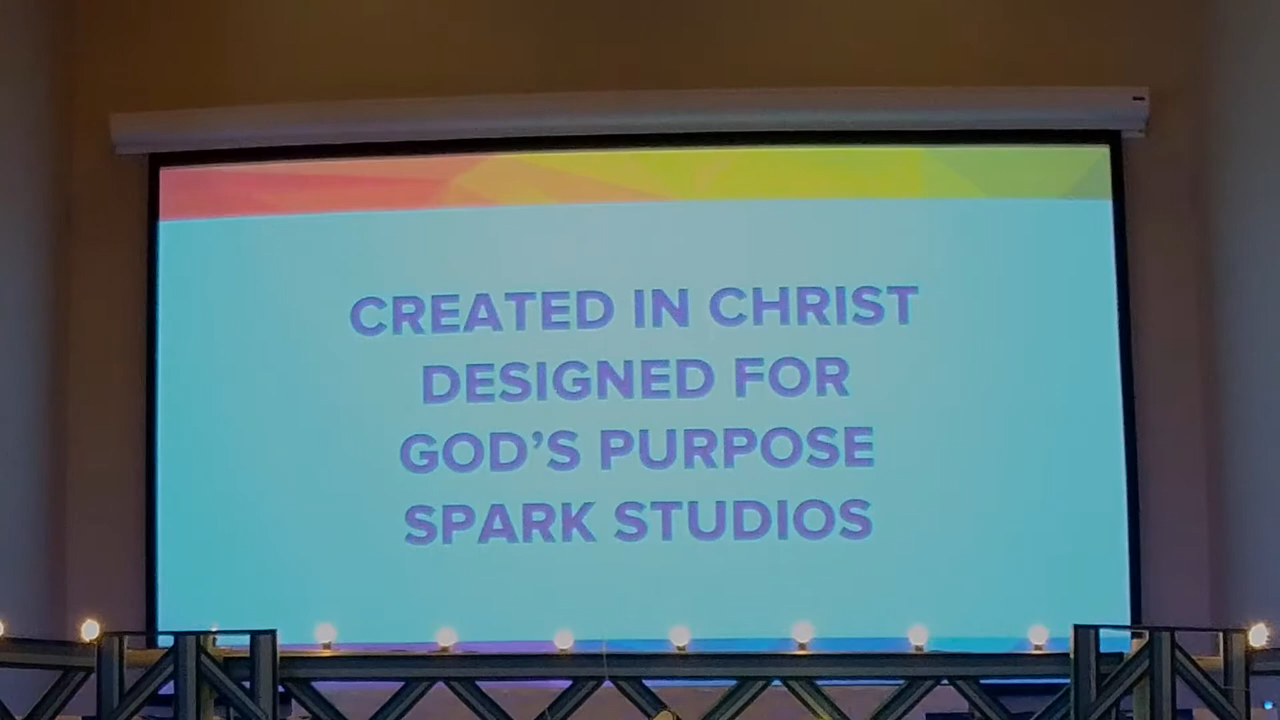 CREATED IN CHRIST
DESIGNED FOR
GOD’S PURPOSE
SPARK STUDIOS